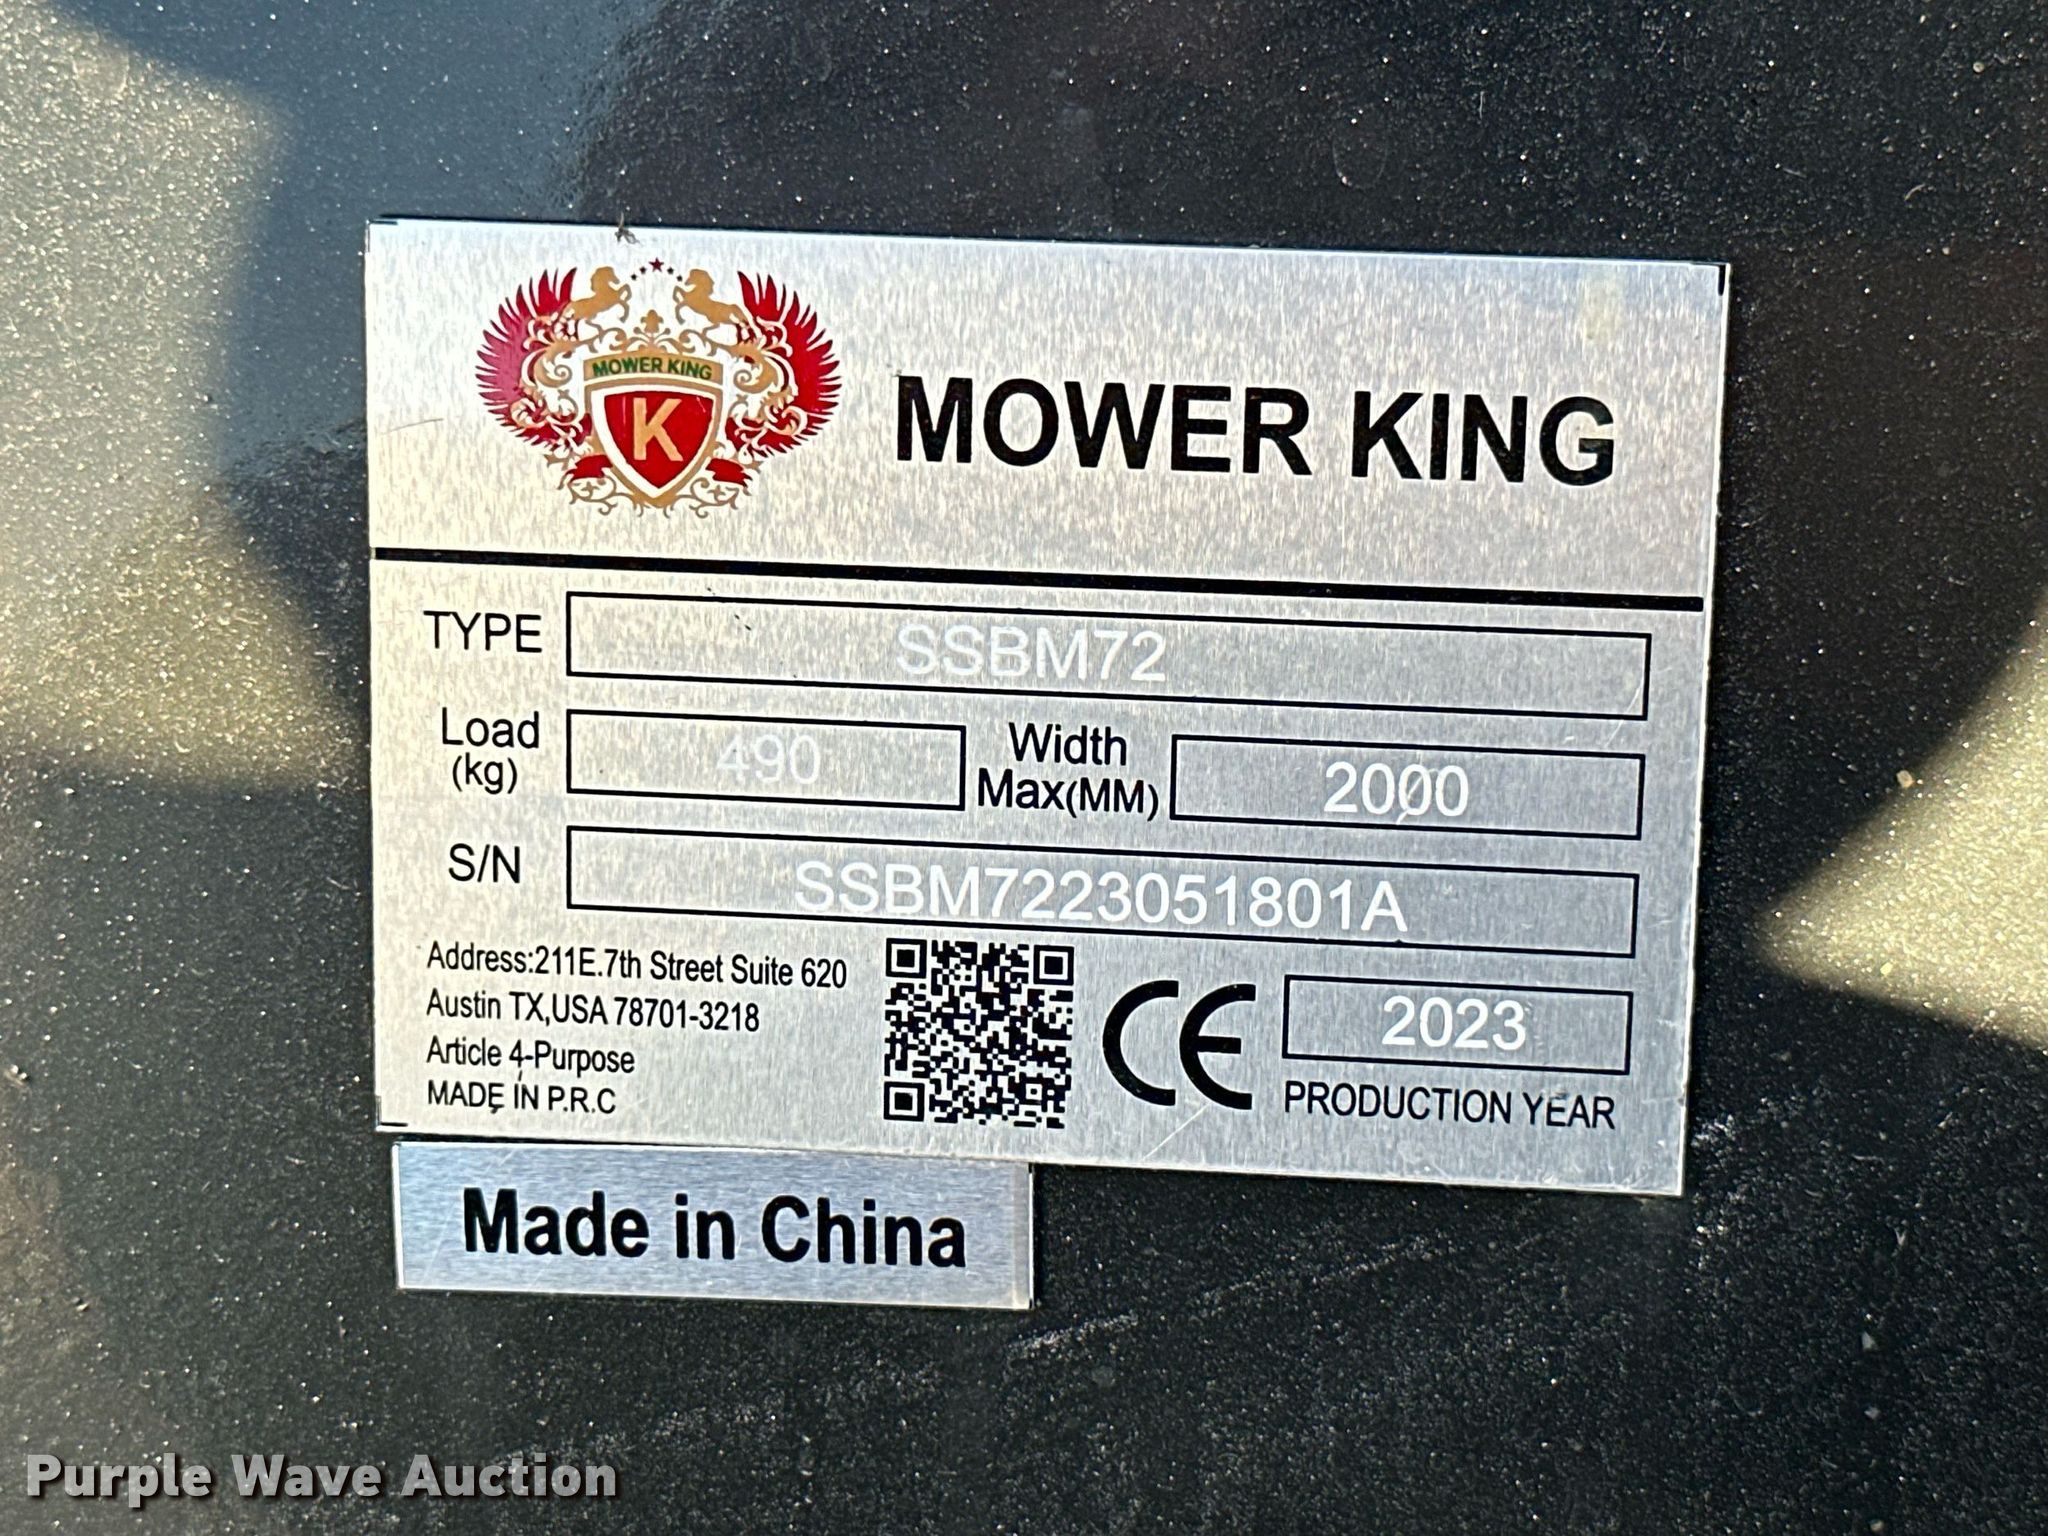 MOWER KING
K
MOWER KING
TYPE SSBM72
Load (kg) 490 Width Max(MM) 2000
S/N SSBM7223051801A
Address:211E.7th Street Suite 620
Austin TX,USA 78701-3218
Article 4-Purpose
MADE IN P.R.C
CE
2023
PRODUCTION YEAR
Made in China
Purple Wave Auction